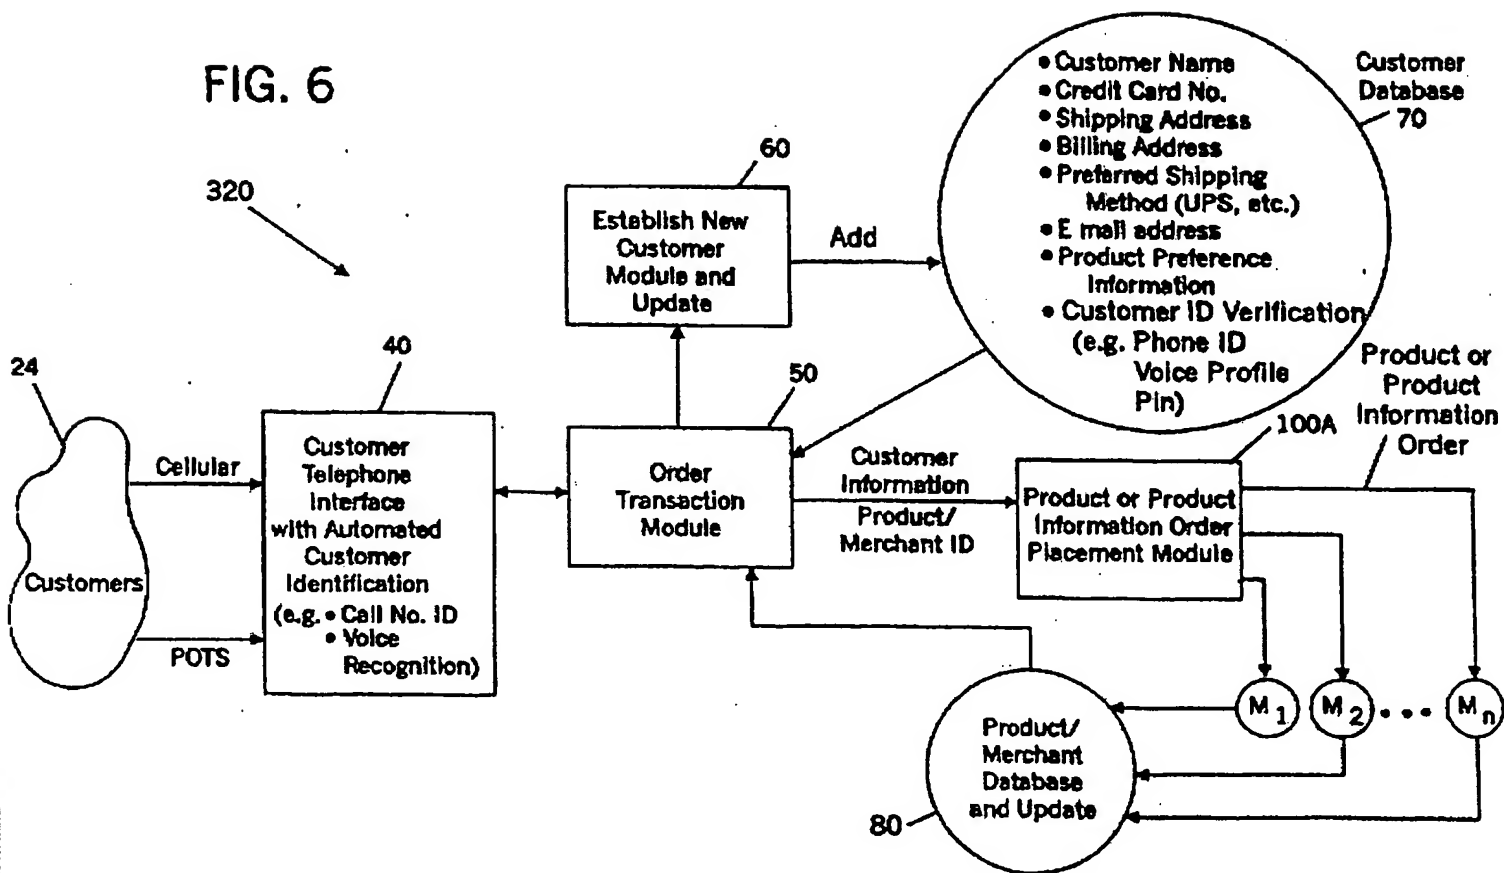 FIG. 6
320
60
Establish New
Customer
Module and
Update
Add
• Customer Name
• Credit Card No.
• Shipping Address
• Billing Address
• Preferred Shipping
Method (UPS, etc.)
• E mail address
• Product Preference
Information
• Customer ID Verification
(e.g. Phone ID
Voice Profile
Pin)
Customer
Database
70
24
Customers
Cellular
POTS
40
Customer
Telephone
Interface
with Automated
Customer
Identification
(e.g. • Call No. ID
• Voice
Recognition)
50
Order
Transaction
Module
Customer
Information
Product/
Merchant ID
100A
Product or Product
Information Order
Placement Module
Product or
Product
Information
Order
M1
M2
• • •
Mn
Product/
Merchant
Database
and Update
80